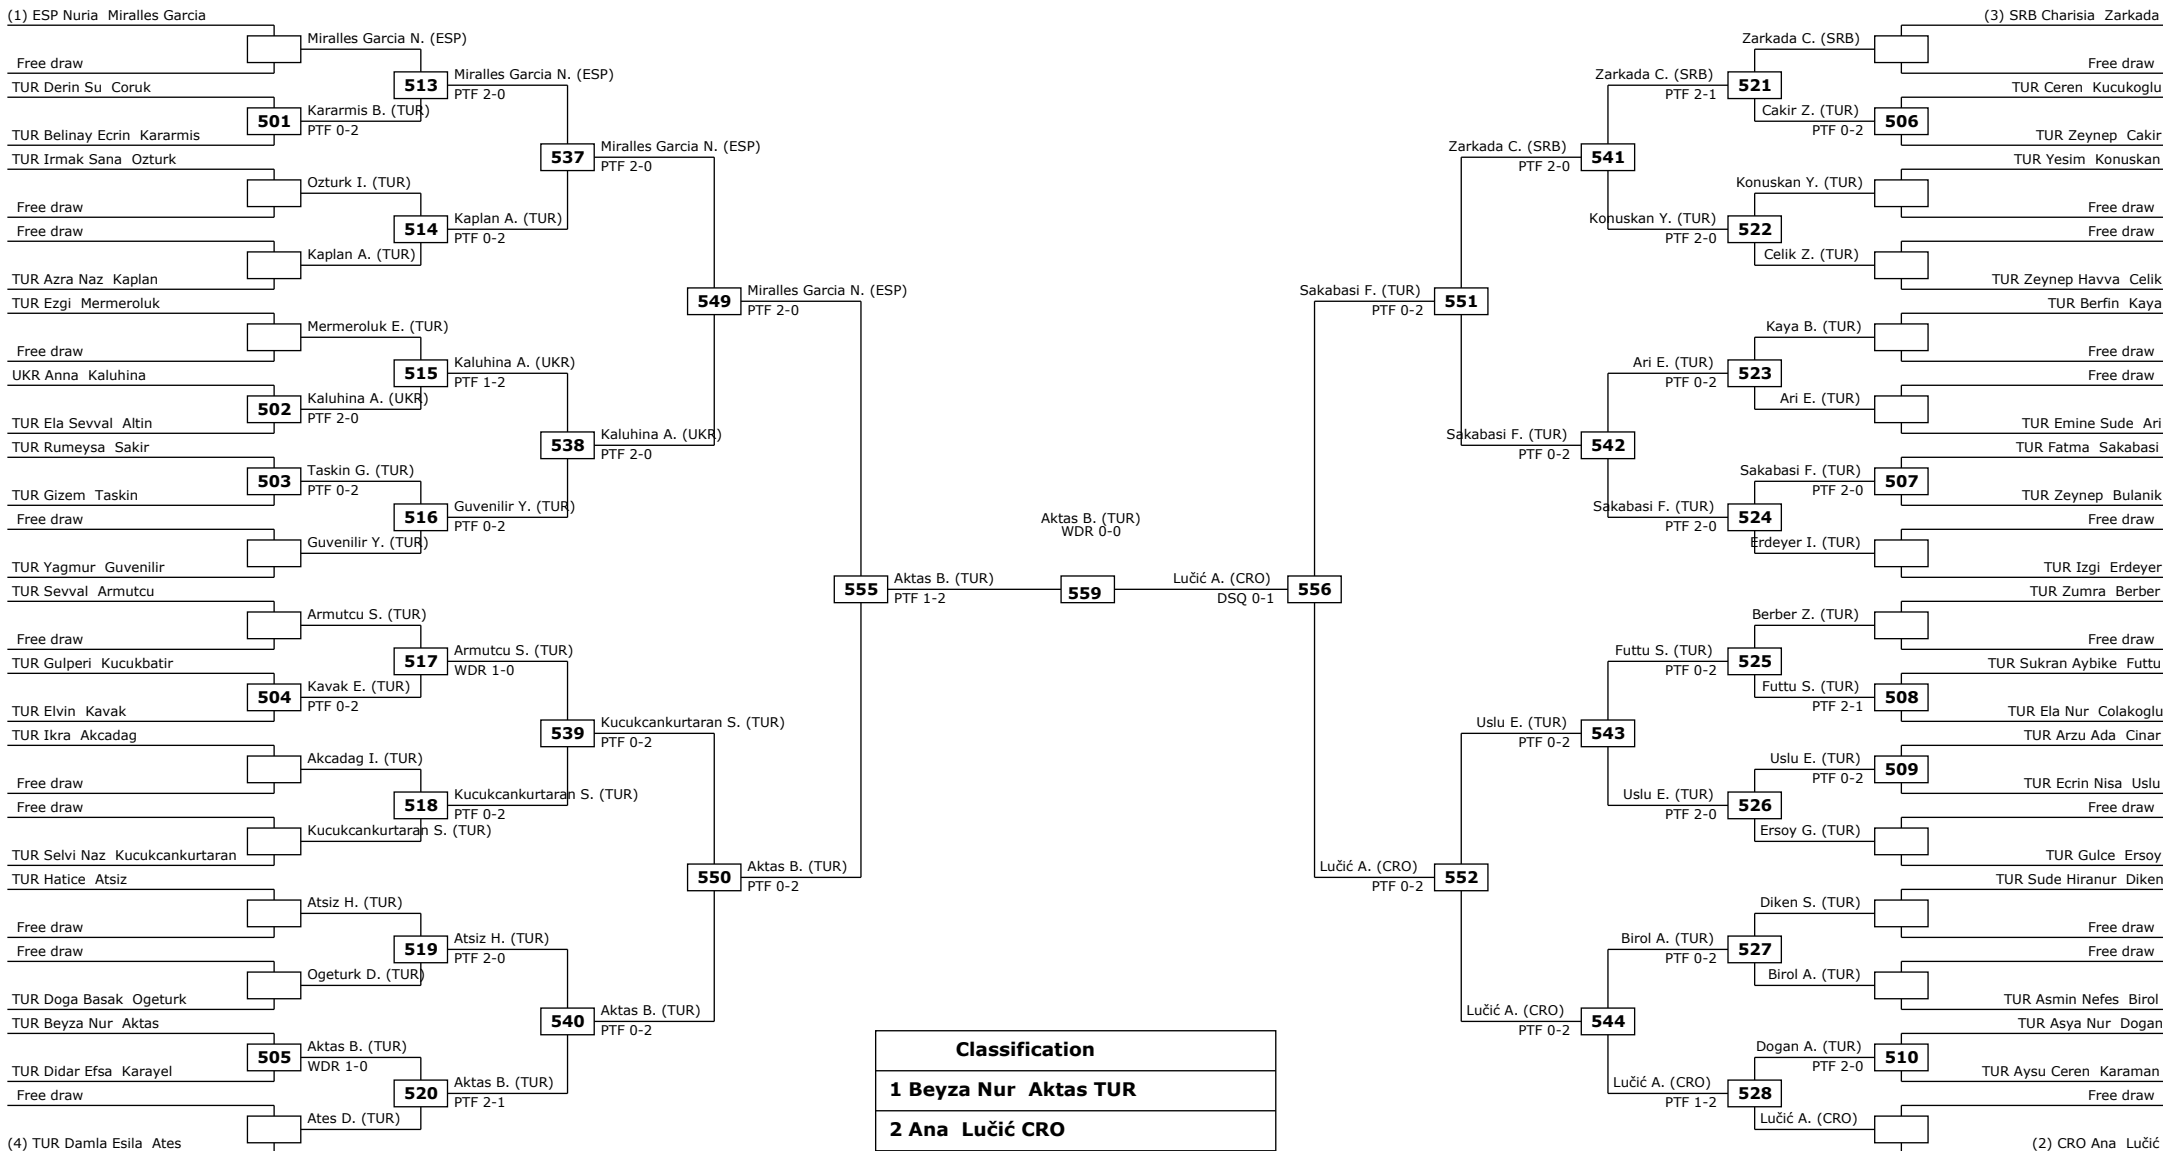 (1) ESP Nuria Miralles Garcia
Free draw
TUR Derin Su Coruk
TUR Belinay Ecrin Kararmis
TUR Irmak Sana Ozturk
Free draw
Free draw
TUR Azra Naz Kaplan
TUR Ezgi Mermeroluk
Free draw
UKR Anna Kaluhina
TUR Ela Sevval Altin
TUR Rumeysa Sakir
TUR Gizem Taskin
Free draw
TUR Yagmur Guvenilir
TUR Sevval Armutcu
Free draw
TUR Gulperi Kucukbatir
TUR Elvin Kavak
TUR Ikra Akcadag
Free draw
Free draw
TUR Selvi Naz Kucukcankurtaran
TUR Hatice Atsiz
Free draw
Free draw
TUR Doga Basak Ogeturk
TUR Beyza Nur Aktas
TUR Didar Efsa Karayel
Free draw
(4) TUR Damla Esila Ates
501
502
503
504
505
Miralles Garcia N. (ESP)
Kararmis B. (TUR)
PTF 0-2
Ozturk I. (TUR)
Kaplan A. (TUR)
Mermeroluk E. (TUR)
Kaluhina A. (UKR)
PTF 2-0
Taskin G. (TUR)
PTF 0-2
Guvenilir Y. (TUR)
Armutcu S. (TUR)
Kavak E. (TUR)
PTF 0-2
Akcadag I. (TUR)
Kucukcankurtaran S. (TUR)
Atsiz H. (TUR)
Ogeturk D. (TUR)
Aktas B. (TUR)
WDR 1-0
Ates D. (TUR)
513
514
515
516
517
518
519
520
Miralles Garcia N. (ESP)
PTF 2-0
Kaplan A. (TUR)
PTF 0-2
Kaluhina A. (UKR)
PTF 1-2
Guvenilir Y. (TUR)
PTF 0-2
Armutcu S. (TUR)
WDR 1-0
Kucukcankurtaran S. (TUR)
PTF 0-2
Atsiz H. (TUR)
PTF 2-0
Aktas B. (TUR)
PTF 2-1
537
538
539
540
Miralles Garcia N. (ESP)
PTF 2-0
Kaluhina A. (UKR)
PTF 2-0
Kucukcankurtaran S. (TUR)
PTF 0-2
Aktas B. (TUR)
PTF 0-2
549
550
Miralles Garcia N. (ESP)
PTF 2-0
Aktas B. (TUR)
PTF 0-2
555
Aktas B. (TUR)
PTF 1-2
Aktas B. (TUR)
WDR 0-0
559
Lučić A. (CRO)
DSQ 0-1
556
Sakabasi F. (TUR)
PTF 0-2
Lučić A. (CRO)
PTF 0-2
551
552
Zarkada C. (SRB)
PTF 2-0
Sakabasi F. (TUR)
PTF 0-2
Uslu E. (TUR)
PTF 0-2
Lučić A. (CRO)
PTF 0-2
541
542
543
544
Zarkada C. (SRB)
PTF 2-1
Konuskan Y. (TUR)
PTF 2-0
Ari E. (TUR)
PTF 0-2
Sakabasi F. (TUR)
PTF 2-0
Futtu S. (TUR)
PTF 0-2
Uslu E. (TUR)
PTF 2-0
Birol A. (TUR)
PTF 0-2
Lučić A. (CRO)
PTF 1-2
521
522
523
524
525
526
527
528
Zarkada C. (SRB)
Cakir Z. (TUR)
PTF 0-2
Konuskan Y. (TUR)
Celik Z. (TUR)
Kaya B. (TUR)
Ari E. (TUR)
Sakabasi F. (TUR)
PTF 2-0
Erdeyer I. (TUR)
Berber Z. (TUR)
Futtu S. (TUR)
PTF 2-1
Uslu E. (TUR)
PTF 0-2
Ersoy G. (TUR)
Diken S. (TUR)
Birol A. (TUR)
Dogan A. (TUR)
PTF 2-0
Lučić A. (CRO)
506
507
508
509
510
(3) SRB Charisia Zarkada
Free draw
TUR Ceren Kucukoglu
TUR Zeynep Cakir
TUR Yesim Konuskan
Free draw
Free draw
TUR Zeynep Havva Celik
TUR Berfin Kaya
Free draw
Free draw
TUR Emine Sude Ari
TUR Fatma Sakabasi
TUR Zeynep Bulanik
Free draw
TUR Izgi Erdeyer
TUR Zumra Berber
Free draw
TUR Sukran Aybike Futtu
TUR Ela Nur Colakoglu
TUR Arzu Ada Cinar
TUR Ecrin Nisa Uslu
Free draw
TUR Gulce Ersoy
TUR Sude Hiranur Diken
Free draw
Free draw
TUR Asmin Nefes Birol
TUR Asya Nur Dogan
TUR Aysu Ceren Karaman
Free draw
(2) CRO Ana Lučić
Classification
1 Beyza Nur Aktas TUR
2 Ana Lučić CRO